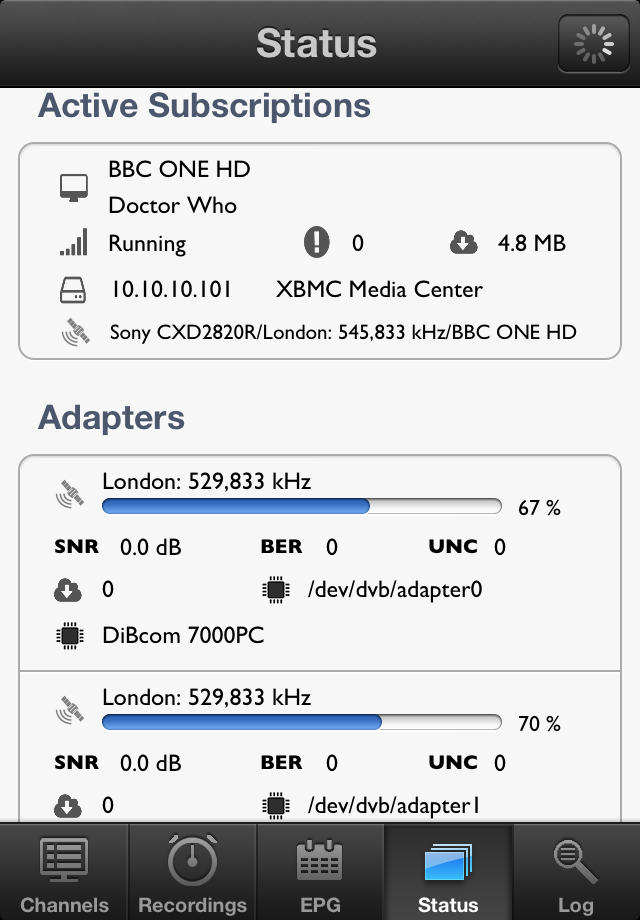 Status
Active Subscriptions
BBC ONE HD
Doctor Who
Running 0 4.8 MB
10.10.10.101 XBMC Media Center
Sony CXD2820R/London: 545,833 kHz/BBC ONE HD
Adapters
London: 529,833 kHz
67 %
SNR 0.0 dB BER 0 UNC 0
0 /dev/dvb/adapter0
DiBcom 7000PC
London: 529,833 kHz
70 %
SNR 0.0 dB BER 0 UNC 0
0 /dev/dvb/adapter1
Channels Recordings EPG Status Log